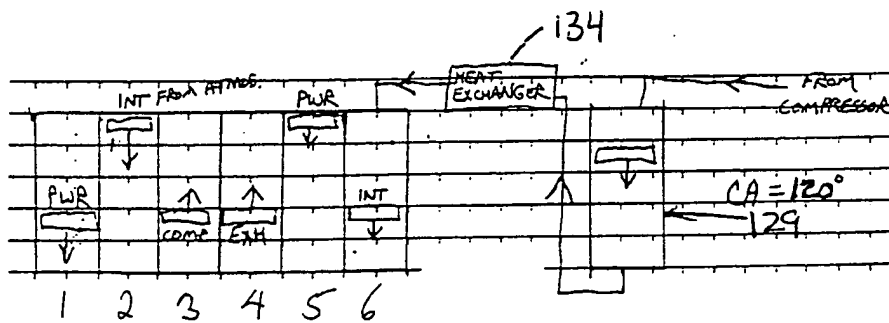 134
HEAT
EXCHANGER
FROM
COMPRESSOR
INT FROM ATMOS.
PWR
PWR
COMP
EXH
INT
CA = 120°
129
1 2 3 4 5 6